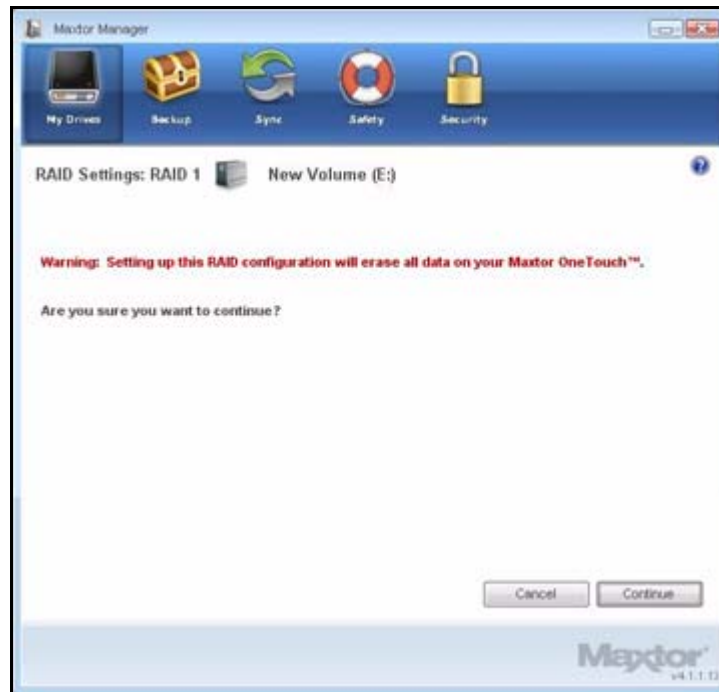 Maxtor Manager
My Drives Backup Sync Safety Security
RAID Settings: RAID 1 New Volume (E:)
Warning: Setting up this RAID configuration will erase all data on your Maxtor OneTouch™.
Are you sure you want to continue?
Cancel Continue
Maxtor